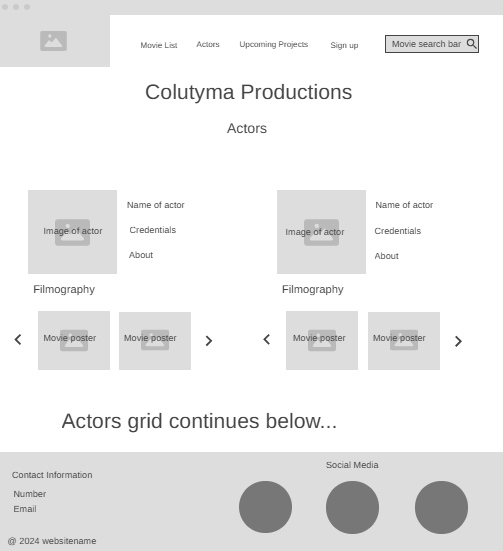 Movie List Actors Upcoming Projects Sign up Movie search bar
Colutyma Productions
Actors
Image of actor
Name of actor
Credentials
About
Filmography
Movie poster Movie poster
Image of actor
Name of actor
Credentials
About
Filmography
Movie poster Movie poster
Actors grid continues below...
Contact Information
Number
Email
@ 2024 websitename
Social Media